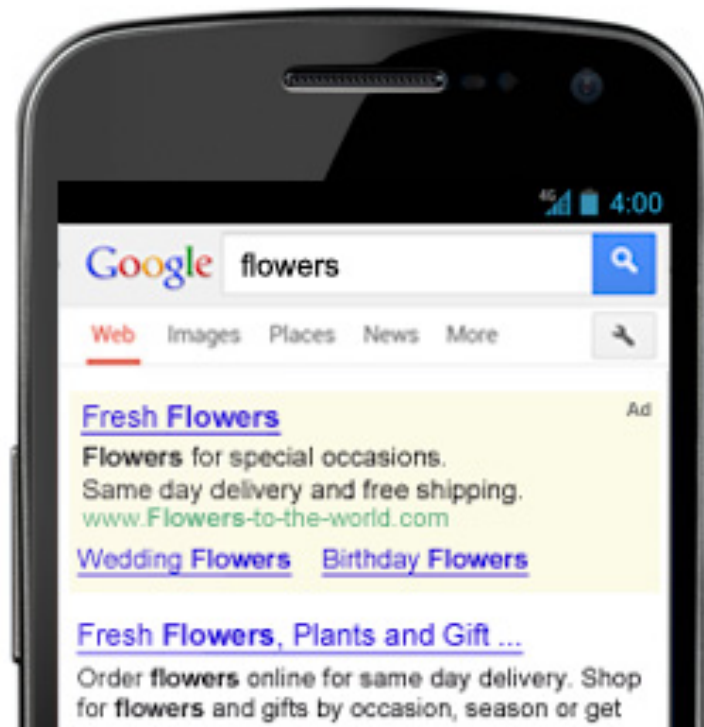 4G 4:00
Google flowers
Web Images Places News More
Fresh Flowers Ad
Flowers for special occasions.
Same day delivery and free shipping.
www.Flowers-to-the-world.com
Wedding Flowers Birthday Flowers
Fresh Flowers, Plants and Gift ...
Order flowers online for same day delivery. Shop
for flowers and gifts by occasion, season or get